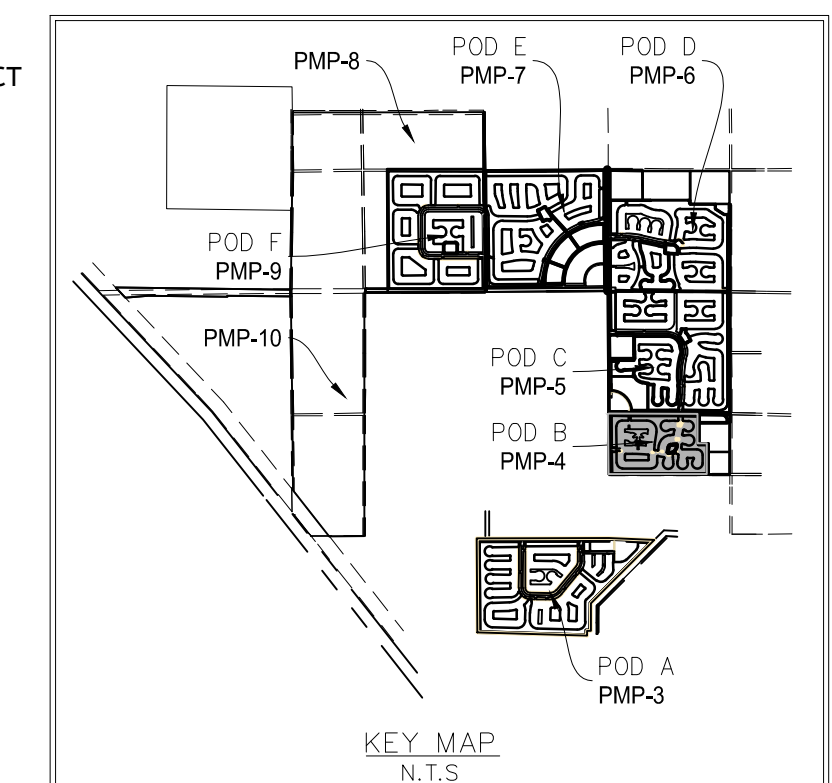 CT
PMP-8
POD E
PMP-7
POD D
PMP-6
POD F
PMP-9
PMP-10
POD C
PMP-5
POD B
PMP-4
POD A
PMP-3
KEY MAP
N.T.S